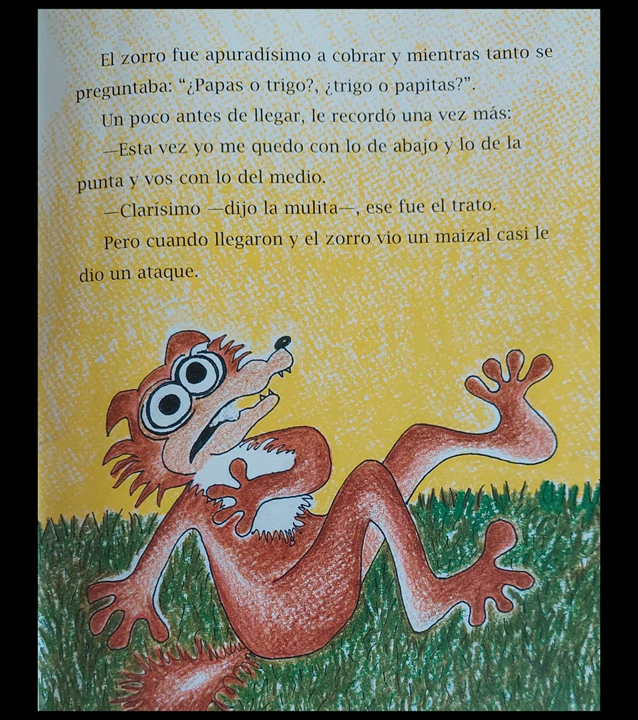 El zorro fue apuradísimo a cobrar y mientras tanto se
preguntaba: “¿Papas o trigo?, ¿trigo o papitas?”.
Un poco antes de llegar, le recordó una vez más:
—Esta vez yo me quedo con lo de abajo y lo de la
punta y vos con lo del medio.
—Clarísimo —dijo la mulita—, ese fue el trato.
Pero cuando llegaron y el zorro vio un maizal casi le
dio un ataque.